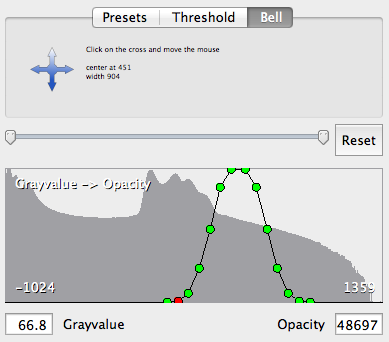 Presets Threshold Bell
Click on the cross and move the mouse
center at 451
width 904
Reset
Grayvalue -> Opacity
-1024 1359
66.8 Grayvalue Opacity 48697